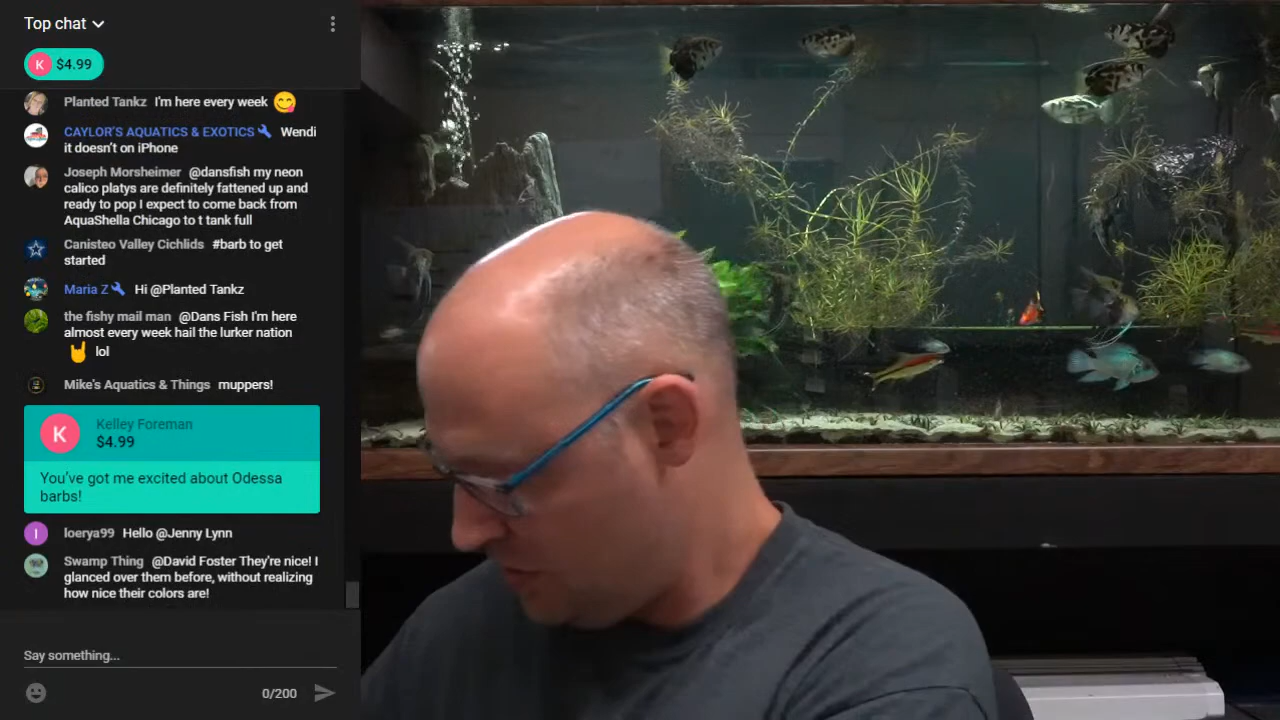 Top chat
K $4.99
Planted Tankz I'm here every week
CAYLOR'S AQUATICS & EXOTICS Wendi
it doesn't on iPhone
Joseph Morsheimer @dansfish my neon
calico platys are definitely fattened up and
ready to pop I expect to come back from
AquaShella Chicago to t tank full
Canisteo Valley Cichlids #barb to get
started
Maria Z Hi @Planted Tankz
the fishy mail man @Dans Fish I'm here
almost every week hail the lurker nation
lol
Mike's Aquatics & Things muppers!
K
Kelley Foreman
$4.99
You've got me excited about Odessa
barbs!
l loerya99 Hello @Jenny Lynn
Swamp Thing @David Foster They're nice! I
glanced over them before, without realizing
how nice their colors are!
Say something...
0/200